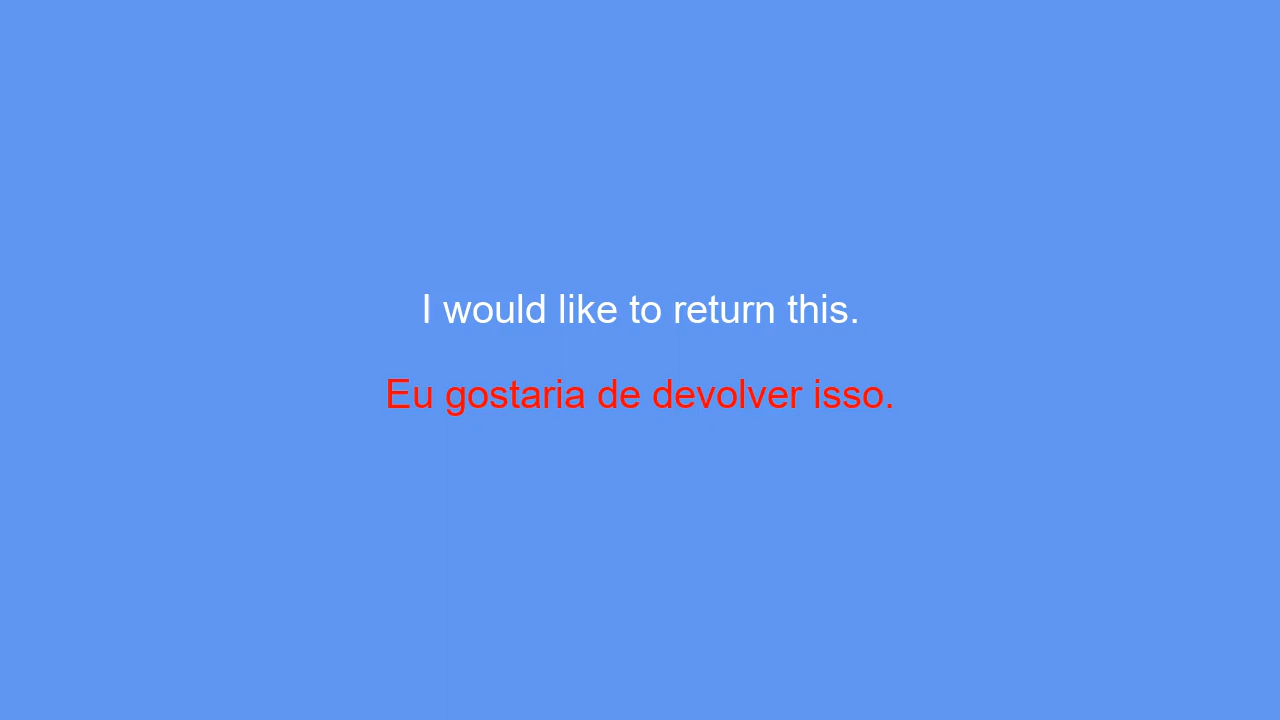 I would like to return this.
Eu gostaria de devolver isso.